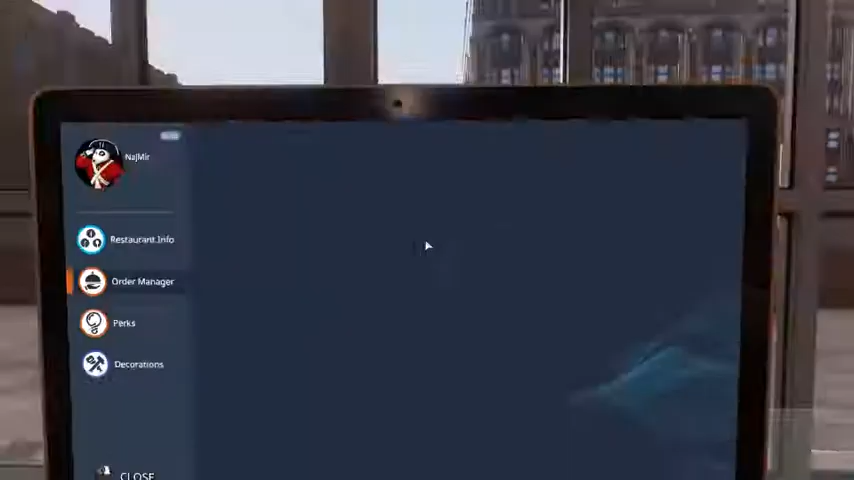 NajMir
Restaurant Info
Order Manager
Perks
Decorations
CLOSE